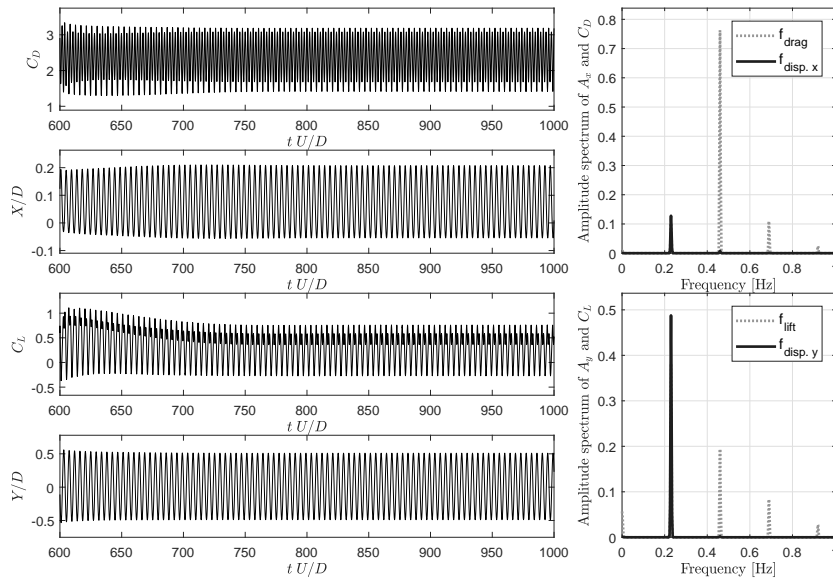 3
2
1
C_D
600 650 700 750 800 850 900 950 1000
t U/D
0.2
0.1
0
-0.1
X/D
600 650 700 750 800 850 900 950 1000
t U/D
1
0.5
0
-0.5
C_L
600 650 700 750 800 850 900 950 1000
t U/D
0.5
0
-0.5
Y/D
600 650 700 750 800 850 900 950 1000
t U/D
0.8
0.7
0.6
0.5
0.4
0.3
0.2
0.1
0
Amplitude spectrum of A_x and C_D
f_drag
f_disp. x
0 0.2 0.4 0.6 0.8
Frequency [Hz]
0.5
0.4
0.3
0.2
0.1
0
Amplitude spectrum of A_y and C_L
f_lift
f_disp. y
0 0.2 0.4 0.6 0.8
Frequency [Hz]